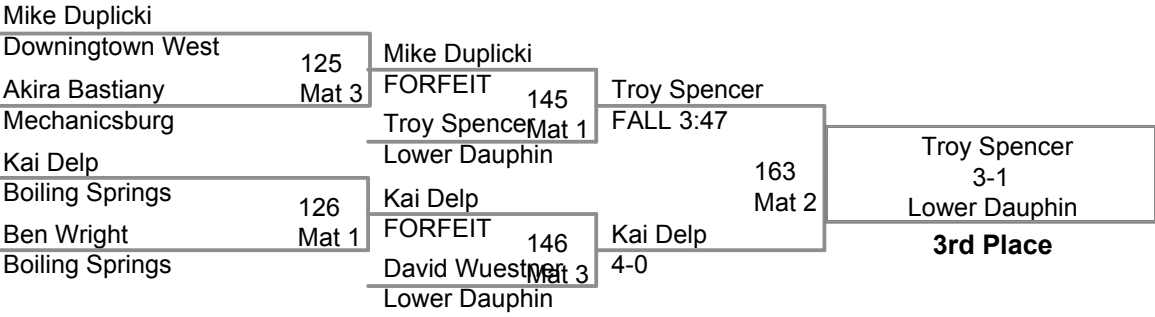 Mike Duplicki
Downingtown West
125
Mat 3
Akira Bastiany
Mechanicsburg
Kai Delp
Boiling Springs
126
Mat 1
Ben Wright
Boiling Springs
Mike Duplicki
FORFEIT
145
Mat 1
Troy Spencer
Lower Dauphin
Kai Delp
FORFEIT
146
Mat 3
David Wuestner
Lower Dauphin
Troy Spencer
FALL 3:47
163
Mat 2
Kai Delp
4-0
Troy Spencer
3-1
Lower Dauphin
3rd Place